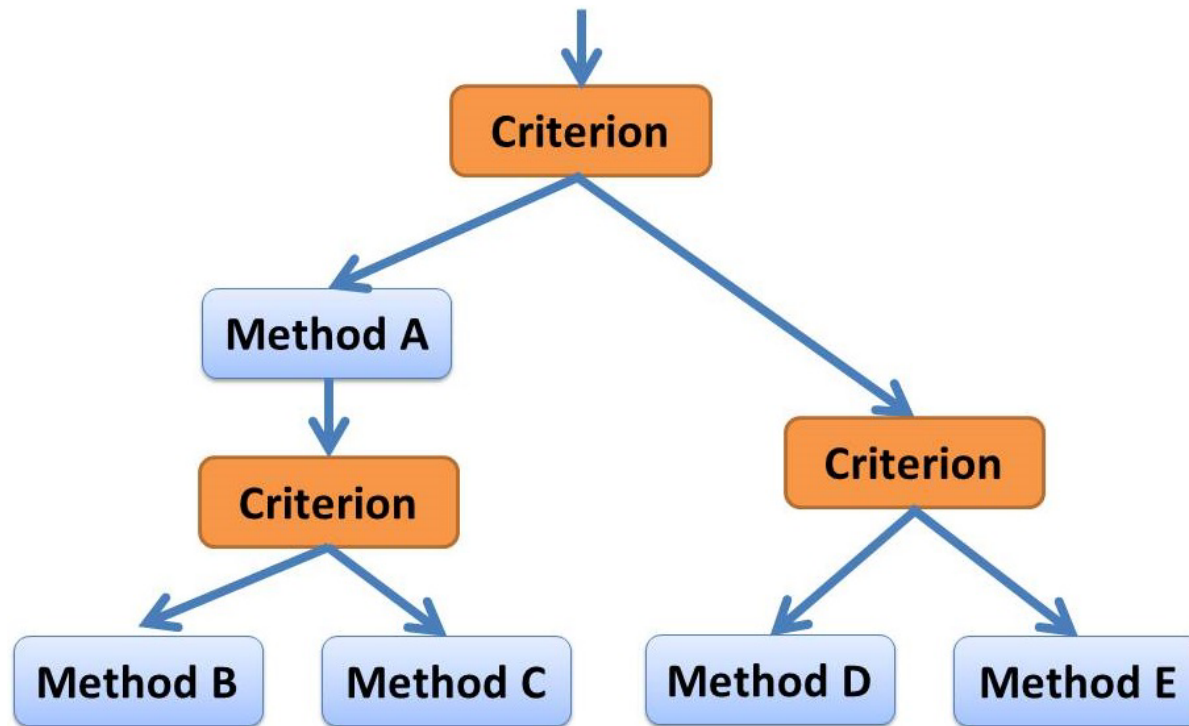 Criterion
Method A
Criterion
Criterion
Method B
Method C
Method D
Method E